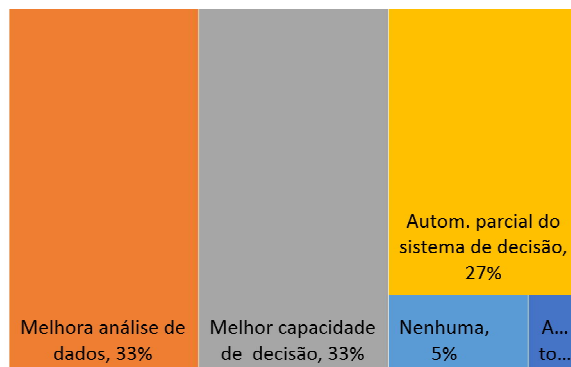 Autom. parcial do
sistema de decisão,
27%
Melhora análise de
dados, 33%
Melhor capacidade
de decisão, 33%
Nenhuma,
5%
A...
to...